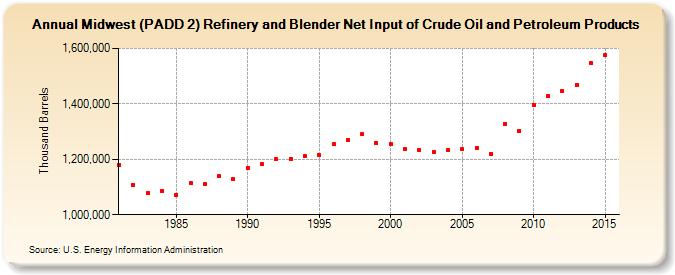 Annual Midwest (PADD 2) Refinery and Blender Net Input of Crude Oil and Petroleum Products
Thousand Barrels
1,600,000
1,400,000
1,200,000
1,000,000
1985 1990 1995 2000 2005 2010 2015
Source: U.S. Energy Information Administration